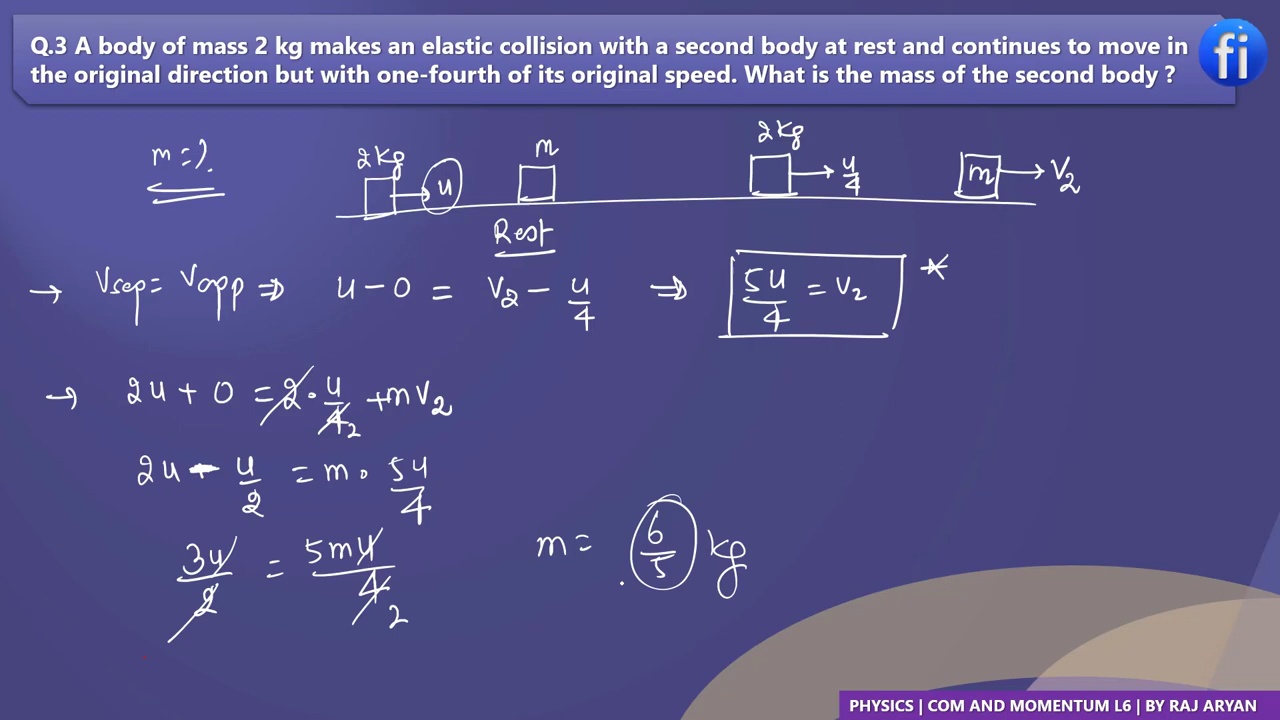 Q.3 A body of mass 2 kg makes an elastic collision with a second body at rest and continues to move in
the original direction but with one-fourth of its original speed. What is the mass of the second body ?
fi
m = ?
2kg → u
m
Rest
2kg → u/4
m → V2
→ Vsep = Vapp ⇒ u - 0 = V2 - u/4 ⇒ 5u/4 = V2 *
→ 2u + 0 = 2 · u/4 2 + mV2
2u - u/2 = m · 5u/4
3u/2 = 5mu/4 2
m = 6/5 kg
PHYSICS | COM AND MOMENTUM L6 | BY RAJ ARYAN